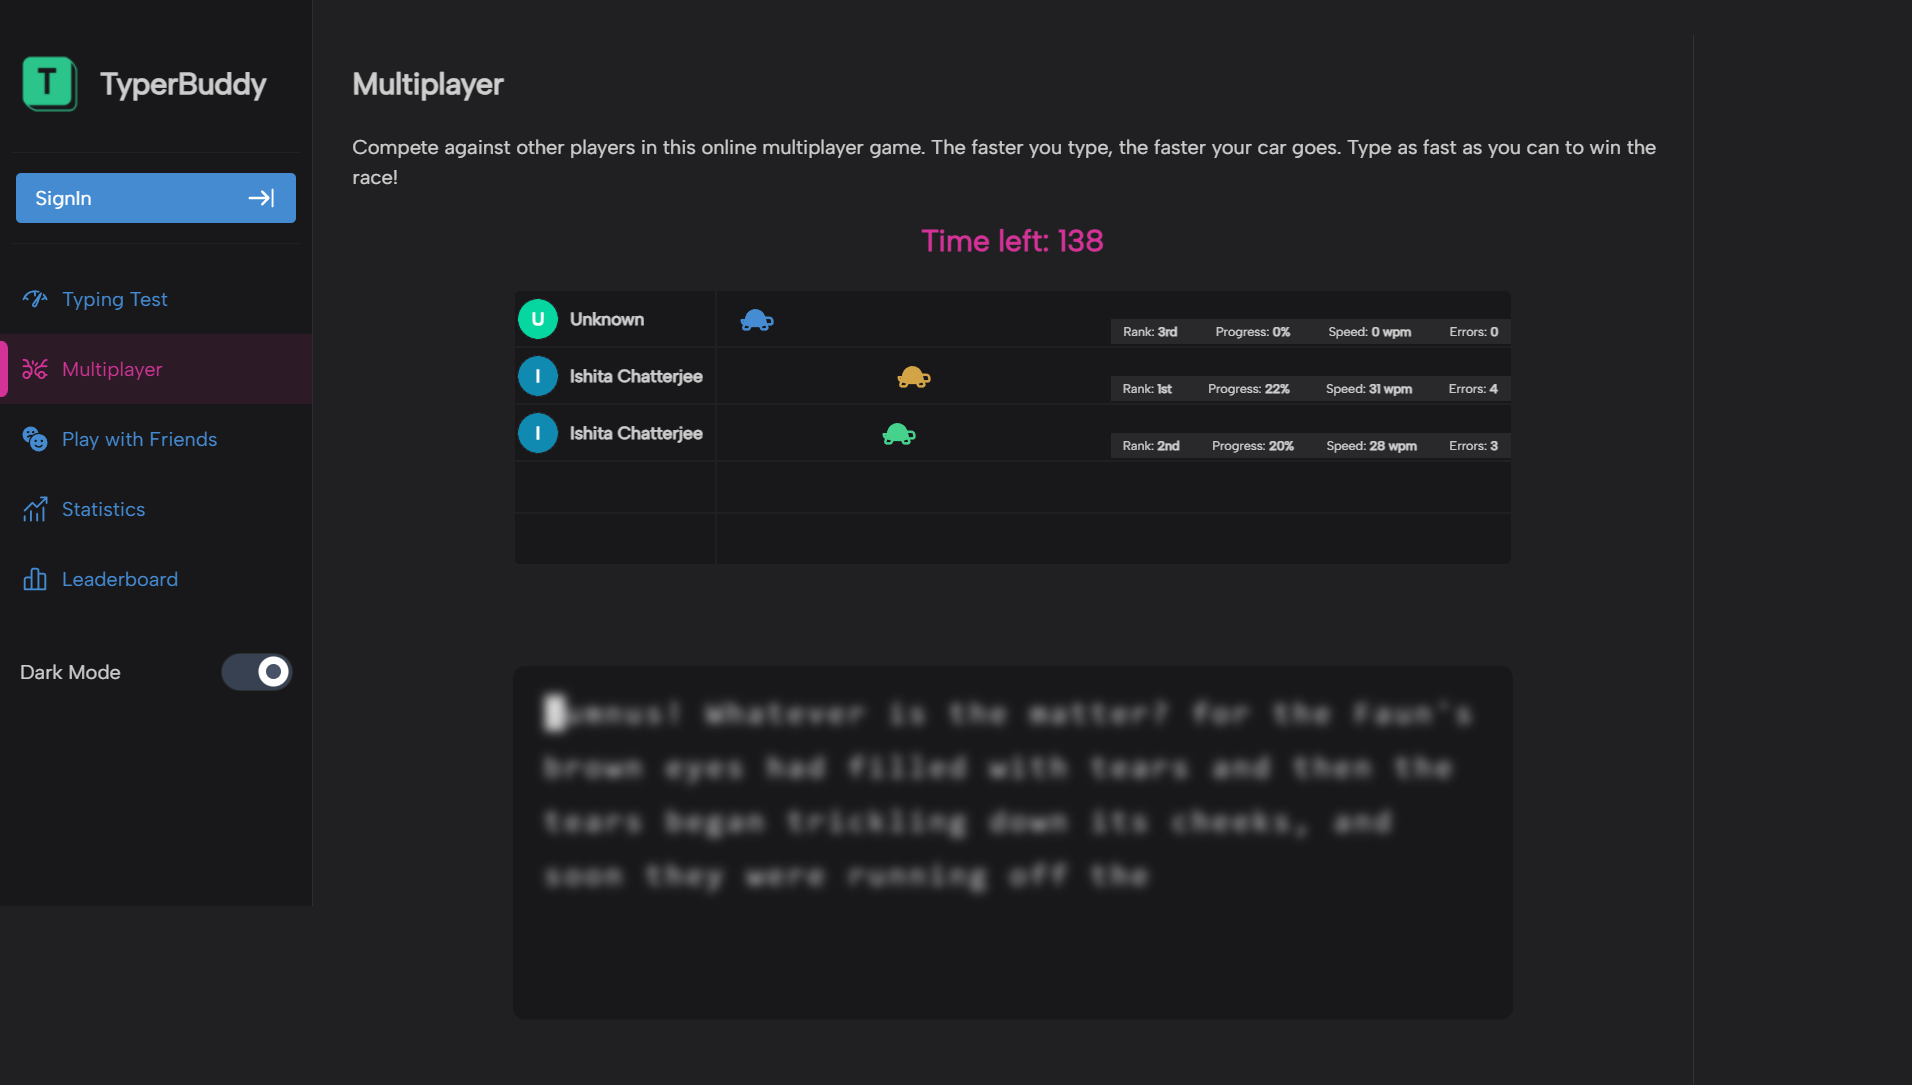 T
TyperBuddy
SignIn
Typing Test
Multiplayer
Play with Friends
Statistics
Leaderboard
Dark Mode
Multiplayer
Compete against other players in this online multiplayer game. The faster you type, the faster your car goes. Type as fast as you can to win the
race!
Time left: 138
U Unknown Rank: 3rd Progress: 0% Speed: 0 wpm Errors: 0
I Ishita Chatterjee Rank: 1st Progress: 22% Speed: 31 wpm Errors: 4
I Ishita Chatterjee Rank: 2nd Progress: 20% Speed: 28 wpm Errors: 3
Whatever is the matter? for the Faun's
brown eyes had filled with tears and then the
tears began trickling down its cheeks, and
soon they were running off the